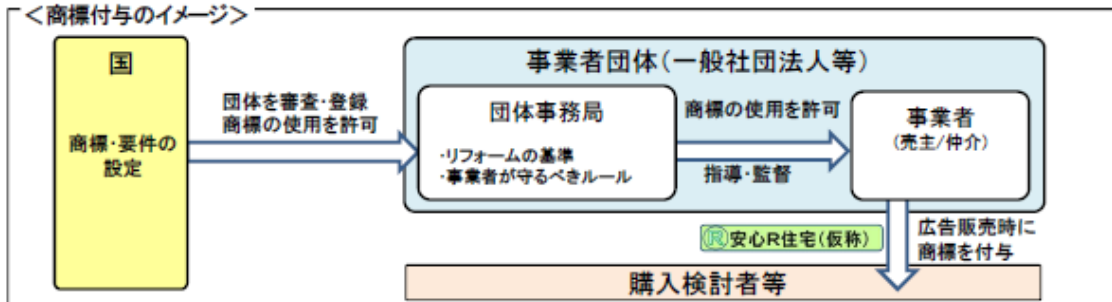 ＜商標付与のイメージ＞
国
商標・要件の
設定
団体を審査・登録
商標の使用を許可
事業者団体（一般社団法人等）
団体事務局
・リフォームの基準
・事業者が守るべきルール
商標の使用を許可
指導・監督
事業者
(売主/仲介)
Ⓡ安心R住宅（仮称）
広告販売時に
商標を付与
購入検討者等